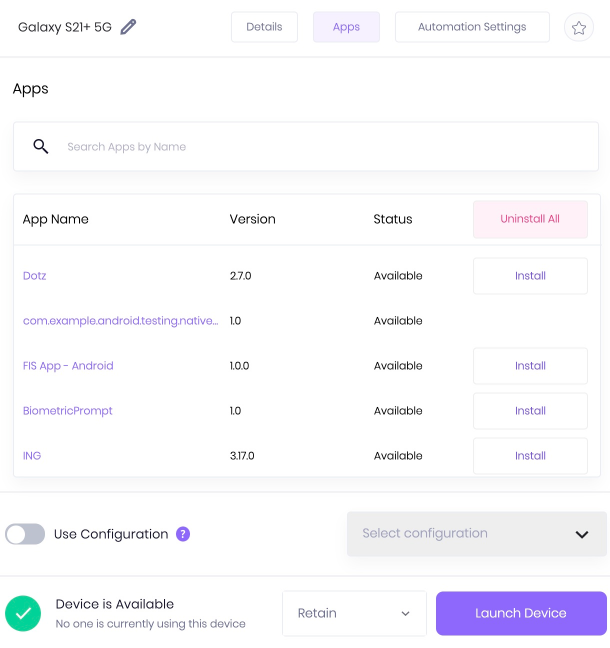 Galaxy S21+ 5G Details Apps Automation Settings
Apps
Search Apps by Name
App Name Version Status Uninstall All
Dotz 2.7.0 Available Install
com.example.android.testing.native... 1.0 Available
FIS App - Android 1.0.0 Available Install
BiometricPrompt 1.0 Available Install
ING 3.17.0 Available Install
Use Configuration ? Select configuration
Device is Available Retain Launch Device
No one is currently using this device